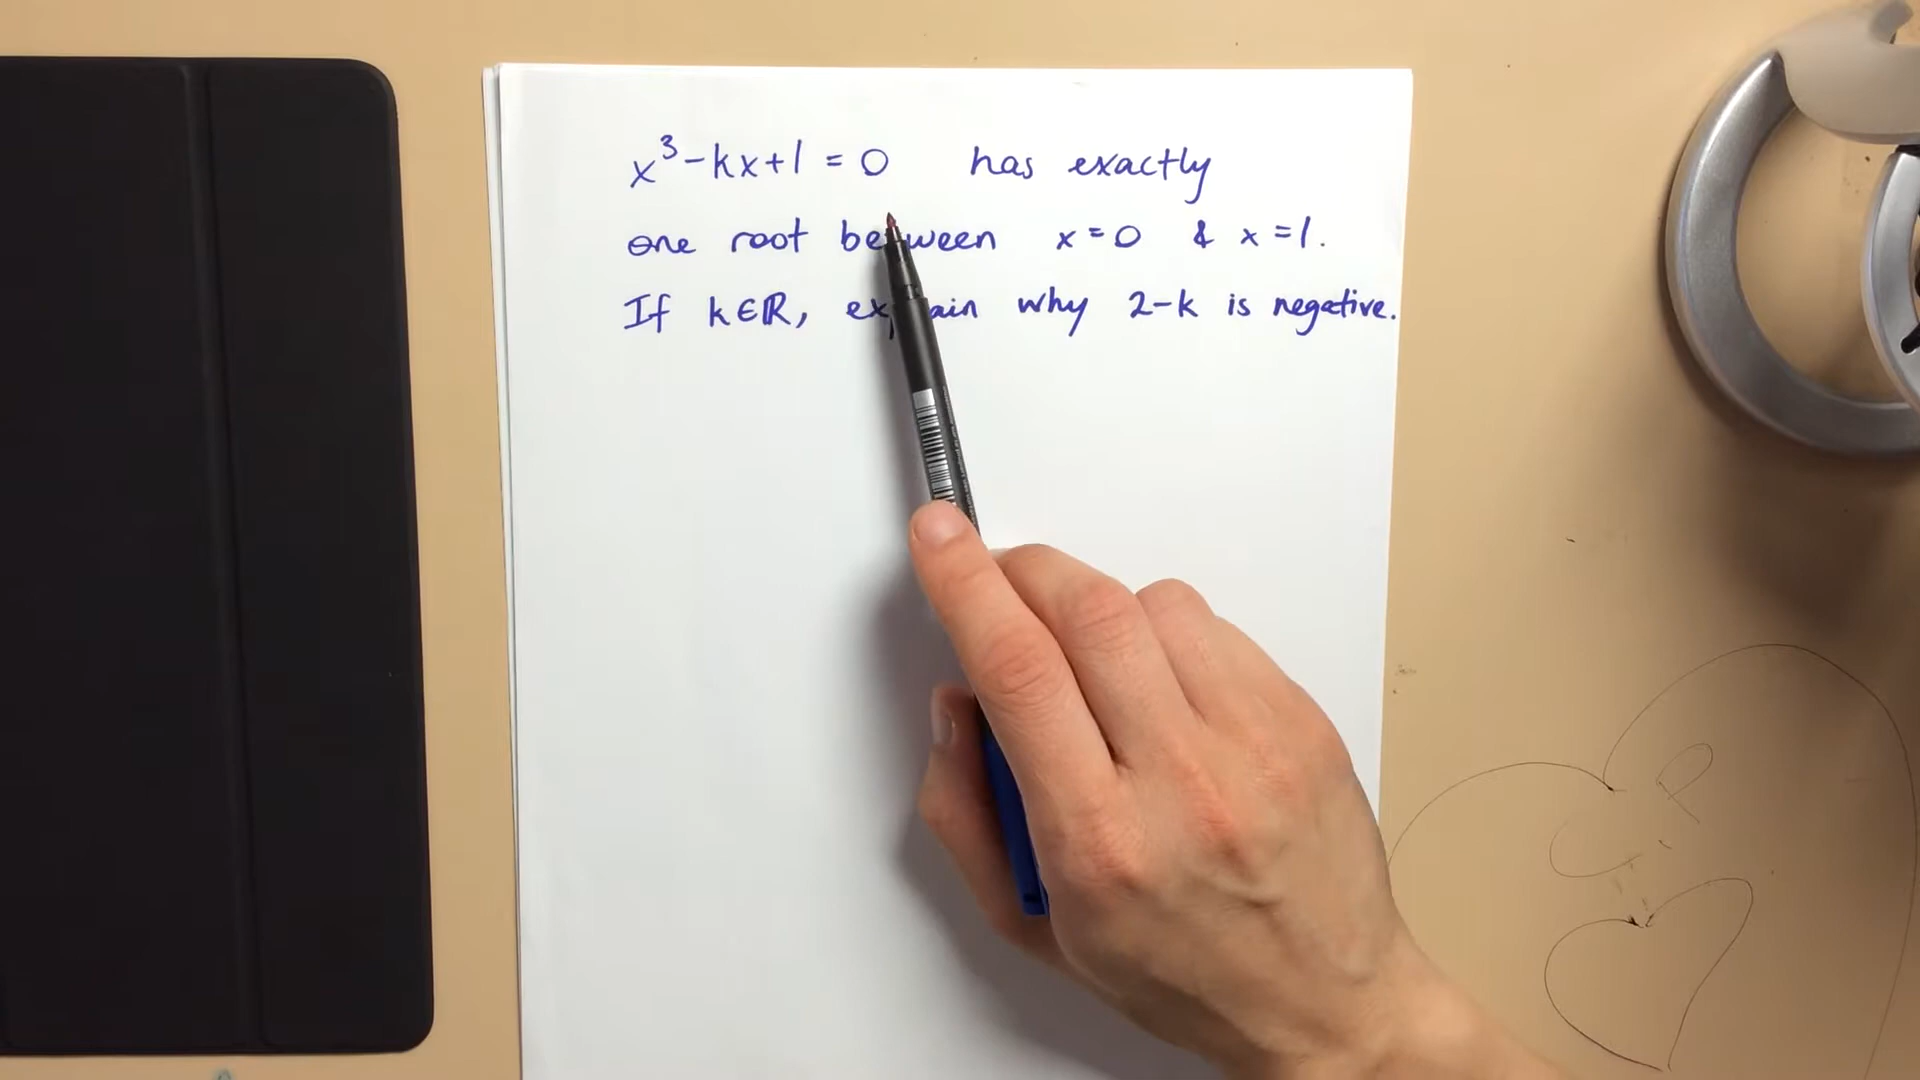 x³-kx+1 = 0 has exactly
one root between x=0 & x=1.
If k∈ℝ, explain why 2-k is negative.